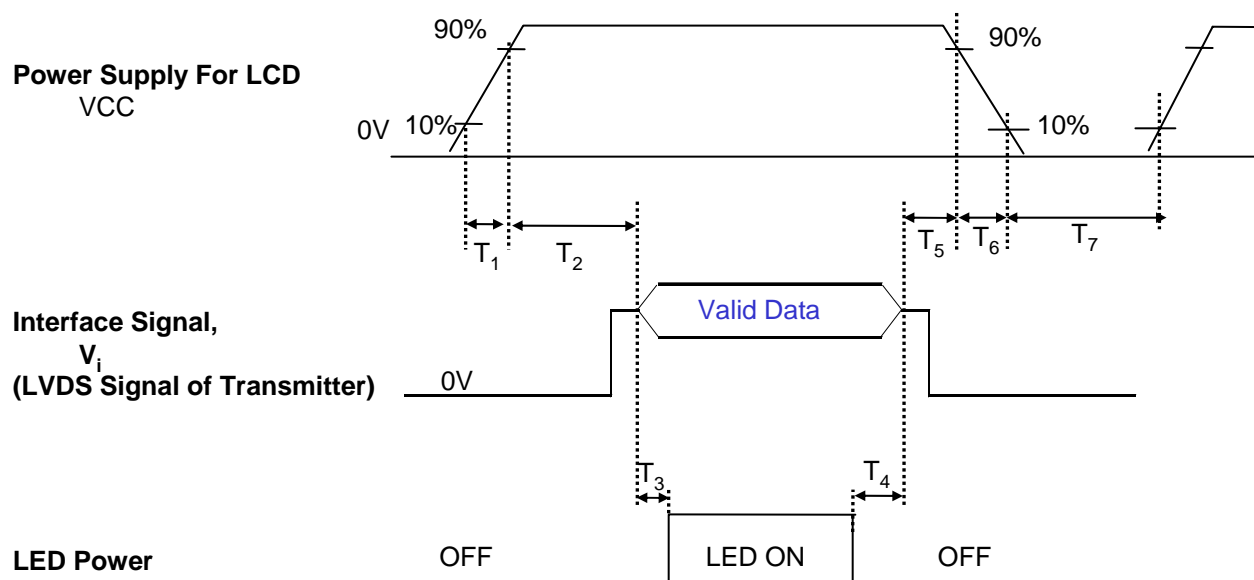 90%
90%
Power Supply For LCD
VCC
0V
10%
10%
T1
T2
T5
T6
T7
Valid Data
Interface Signal,
Vi
(LVDS Signal of Transmitter)
0V
T3
T4
LED Power
OFF
LED ON
OFF